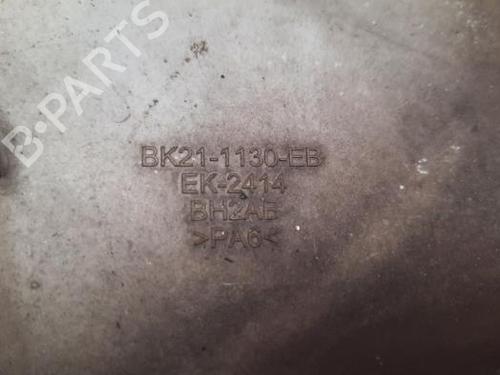 B-PARTS
BK21-1130-EB
EK-2414
BH2AB
>PA6<